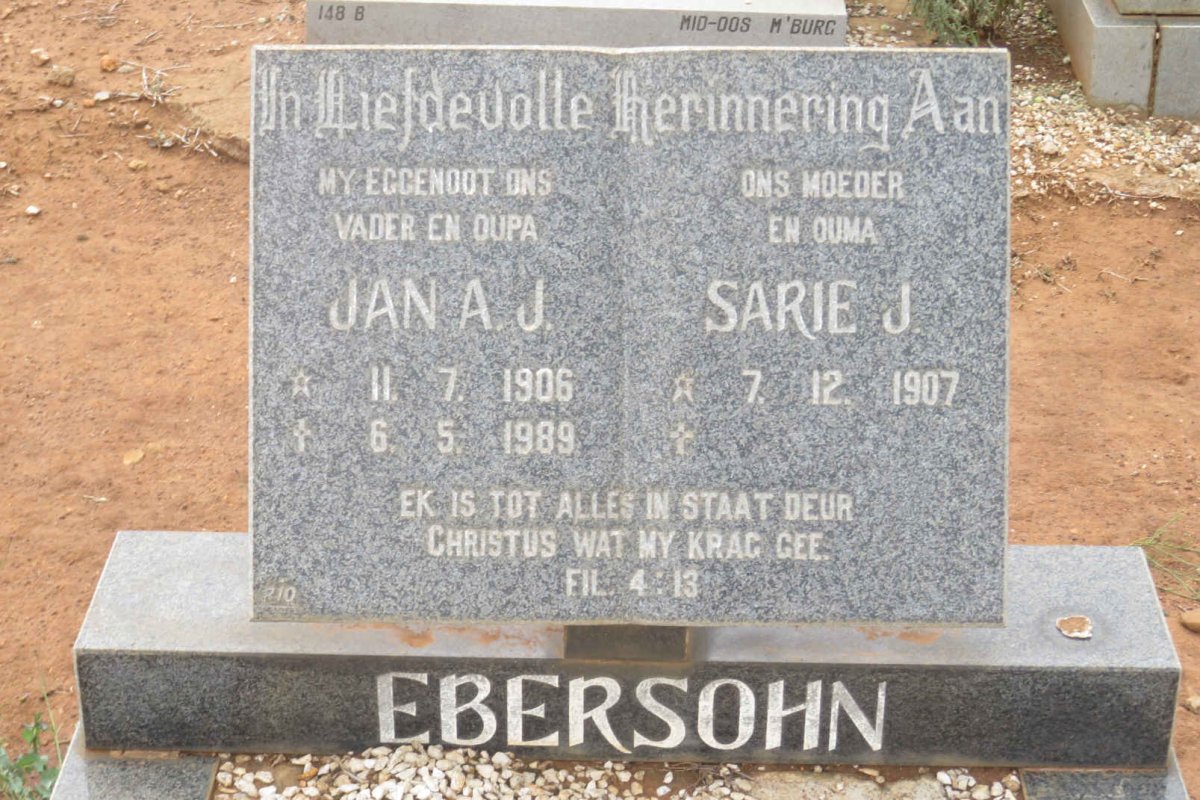 148 B MID-OOS M'BURG
In Liefdevolle Herinnering Aan
MY EGGENOOT ONS
VADER EN OUPA
JAN A. J.
☆ 11. 7. 1906
† 6. 5. 1989
ONS MOEDER
EN OUMA
SARIE J.
☆ 7. 12. 1907
†
EK IS TOT ALLES IN STAAT DEUR
CHRISTUS WAT MY KRAG GEE.
FIL. 4:13
210
EBERSOHN